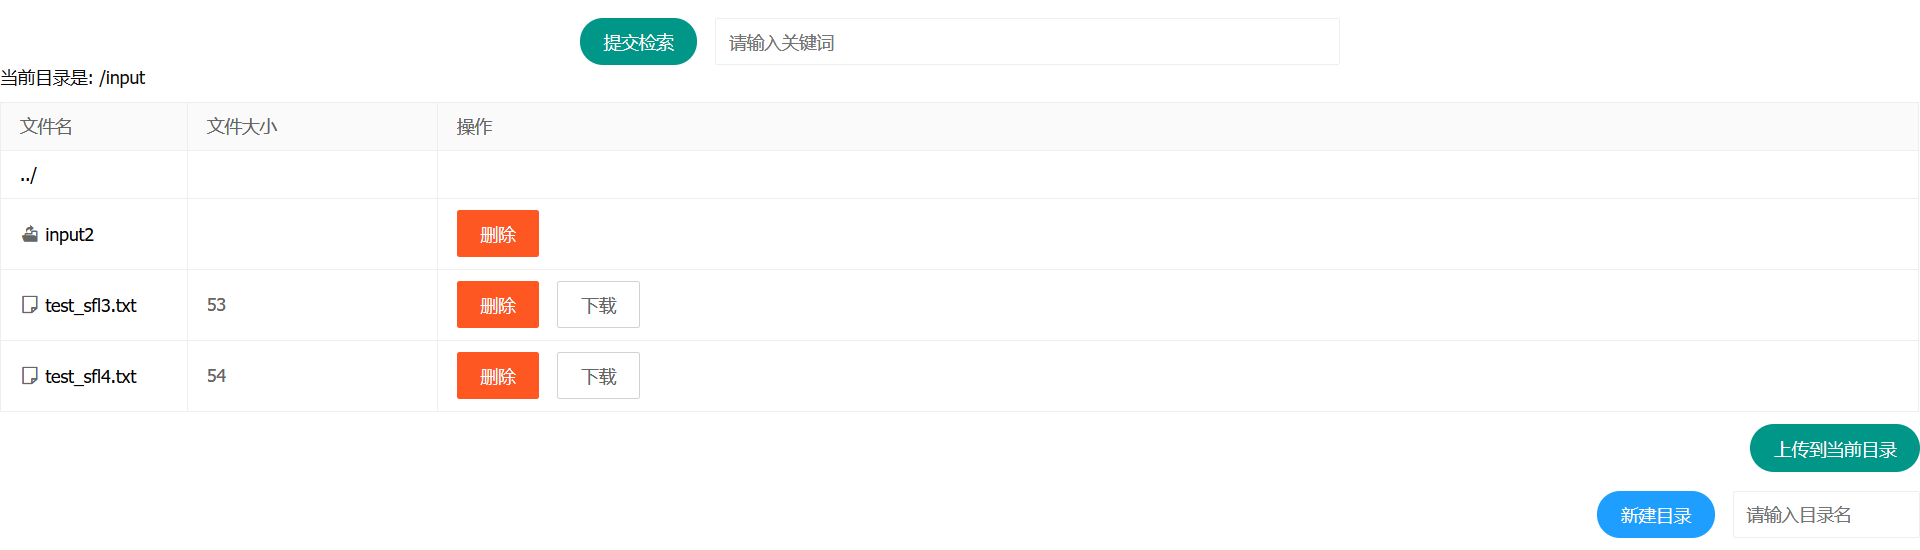 提交检索 请输入关键词
当前目录是: /input
文件名 文件大小 操作
../
input2 删除
test_sfl3.txt 53 删除 下载
test_sfl4.txt 54 删除 下载
上传到当前目录
新建目录 请输入目录名